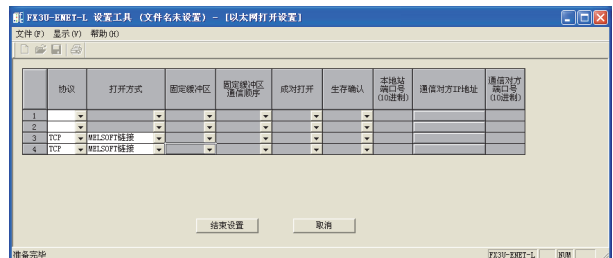 FX3U-ENET-L 设置工具 (文件名未设置) - [以太网打开设置]
文件(F) 显示(V) 帮助(H)
协议 打开方式 固定缓冲区 固定缓冲区通信顺序 成对打开 生存确认 本地站端口号(10进制) 通信对方IP地址 通信对方端口号(10进制)
1
2
3 TCP MELSOFT链接
4 TCP MELSOFT链接
结束设置 取消
准备完毕 FX3U-ENET-L NUM